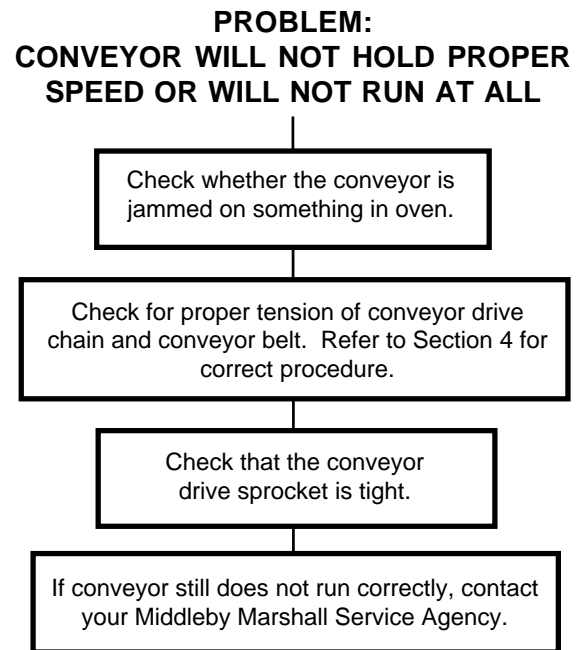 PROBLEM:
CONVEYOR WILL NOT HOLD PROPER
SPEED OR WILL NOT RUN AT ALL
Check whether the conveyor is
jammed on something in oven.
Check for proper tension of conveyor drive
chain and conveyor belt.  Refer to Section 4 for
correct procedure.
Check that the conveyor
drive sprocket is tight.
If conveyor still does not run correctly, contact
your Middleby Marshall Service Agency.